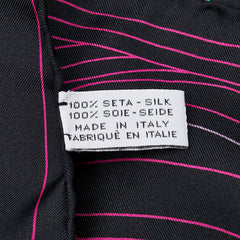 100% SETA - SILK
100% SOIE - SEIDE
MADE IN ITALY
FABRIQUÉ EN ITALIE